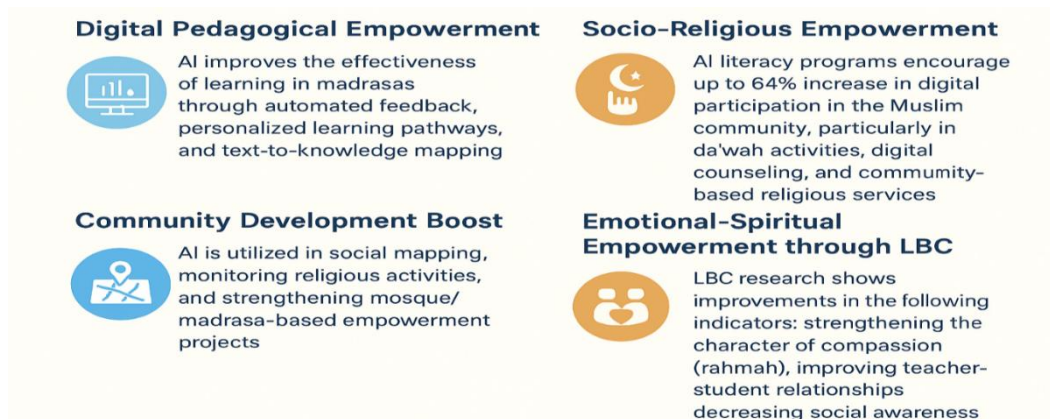 Digital Pedagogical Empowerment
AI improves the effectiveness
of learning in madrasas
through automated feedback,
personalized learning pathways,
and text-to-knowledge mapping
Socio-Religious Empowerment
AI literacy programs encourage
up to 64% increase in digital
participation in the Muslim
community, particularly in
da'wah activities, digital
counseling, and community-
based religious services
Community Development Boost
AI is utilized in social mapping,
monitoring religious activities,
and strengthening mosque/
madrasa-based empowerment
projects
Emotional-Spiritual
Empowerment through LBC
LBC research shows
improvements in the following
indicators: strengthening the
character of compassion
(rahmah), improving teacher-
student relationships
decreasing social awareness